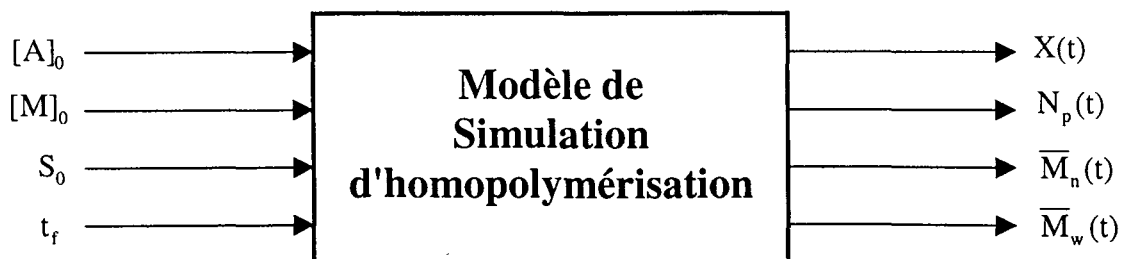 [A]₀
[M]₀
S₀
t_f
Modèle de
Simulation
d'homopolymérisation
X(t)
N_p(t)
M̅_n(t)
M̅_w(t)